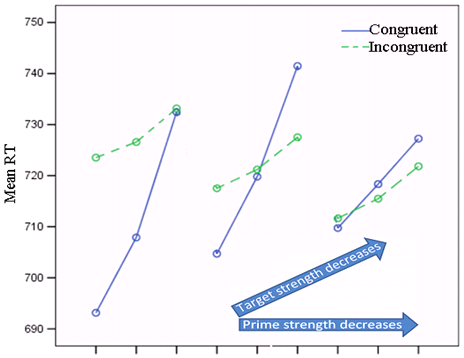 750
740
730
720
710
700
690
Mean RT
Congruent
Incongruent
Target strength decreases
Prime strength decreases